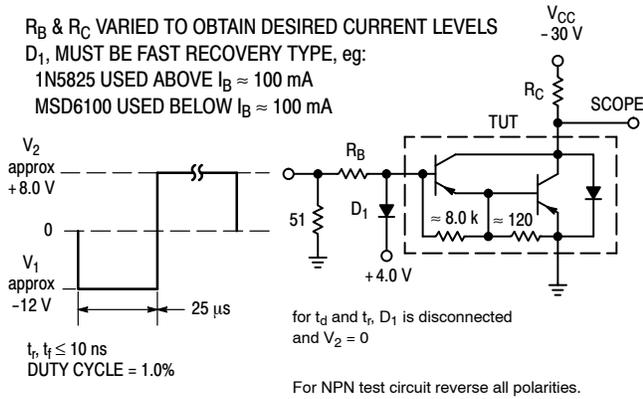 R_B & R_C VARIED TO OBTAIN DESIRED CURRENT LEVELS
D_1, MUST BE FAST RECOVERY TYPE, eg:
1N5825 USED ABOVE I_B ≈ 100 mA
MSD6100 USED BELOW I_B ≈ 100 mA
V_CC
- 30 V
R_C
SCOPE
TUT
V_2
approx
+8.0 V
0
V_1
approx
-12 V
R_B
51
D_1
≈ 8.0 k
≈ 120
+4.0 V
25 μs
t_r, t_f ≤ 10 ns
DUTY CYCLE = 1.0%
for t_d and t_r, D_1 is disconnected
and V_2 = 0
For NPN test circuit reverse all polarities.